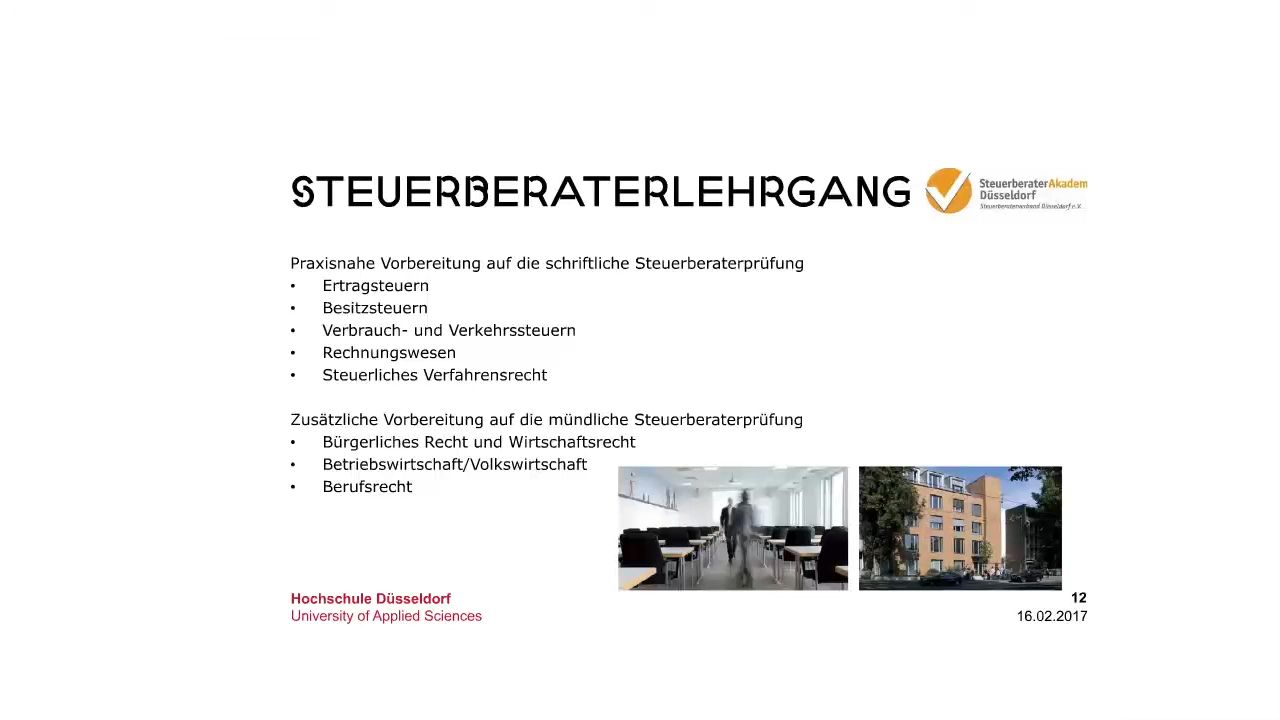 STEUERBERATERLEHRGANG
SteuerberaterAkadem
Düsseldorf
Steuerberaterverband Düsseldorf e.V.
Praxisnahe Vorbereitung auf die schriftliche Steuerberaterprüfung
• Ertragsteuern
• Besitzsteuern
• Verbrauch- und Verkehrssteuern
• Rechnungswesen
• Steuerliches Verfahrensrecht
Zusätzliche Vorbereitung auf die mündliche Steuerberaterprüfung
• Bürgerliches Recht und Wirtschaftsrecht
• Betriebswirtschaft/Volkswirtschaft
• Berufsrecht
Hochschule Düsseldorf
University of Applied Sciences
12
16.02.2017